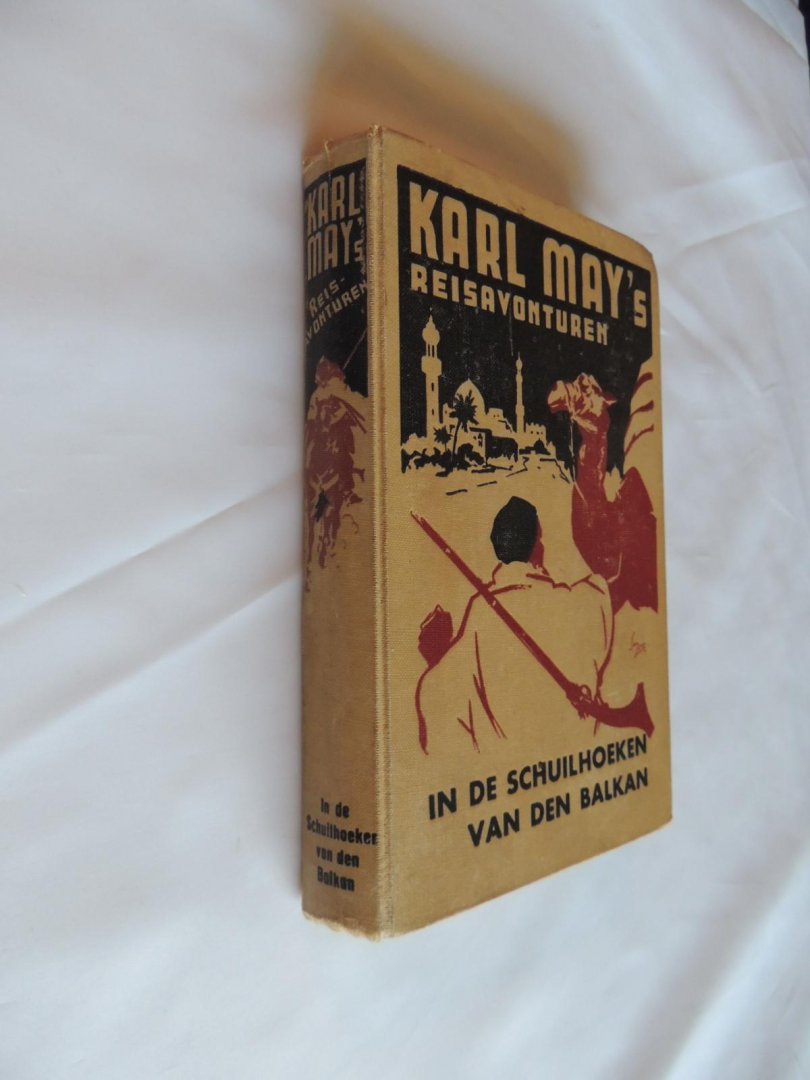 KARL
MAY's
REIS-
AVONTUREN
In de
Schuilhoeken
van den
Balkan
KARL MAY's
REISAVONTUREN
IN DE SCHUILHOEKEN
VAN DEN BALKAN